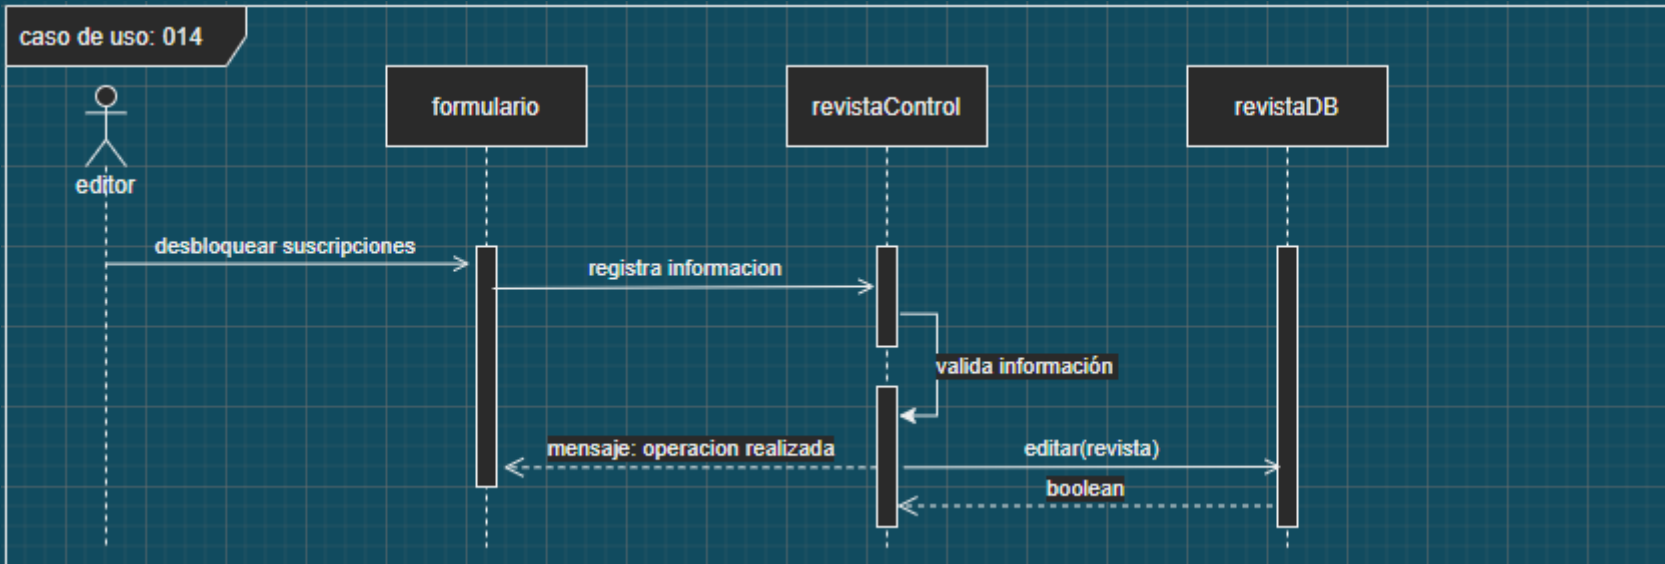 caso de uso: 014
formulario
revistaControl
revistaDB
editor
desbloquear suscripciones
registra informacion
valida información
mensaje: operacion realizada
editar(revista)
boolean